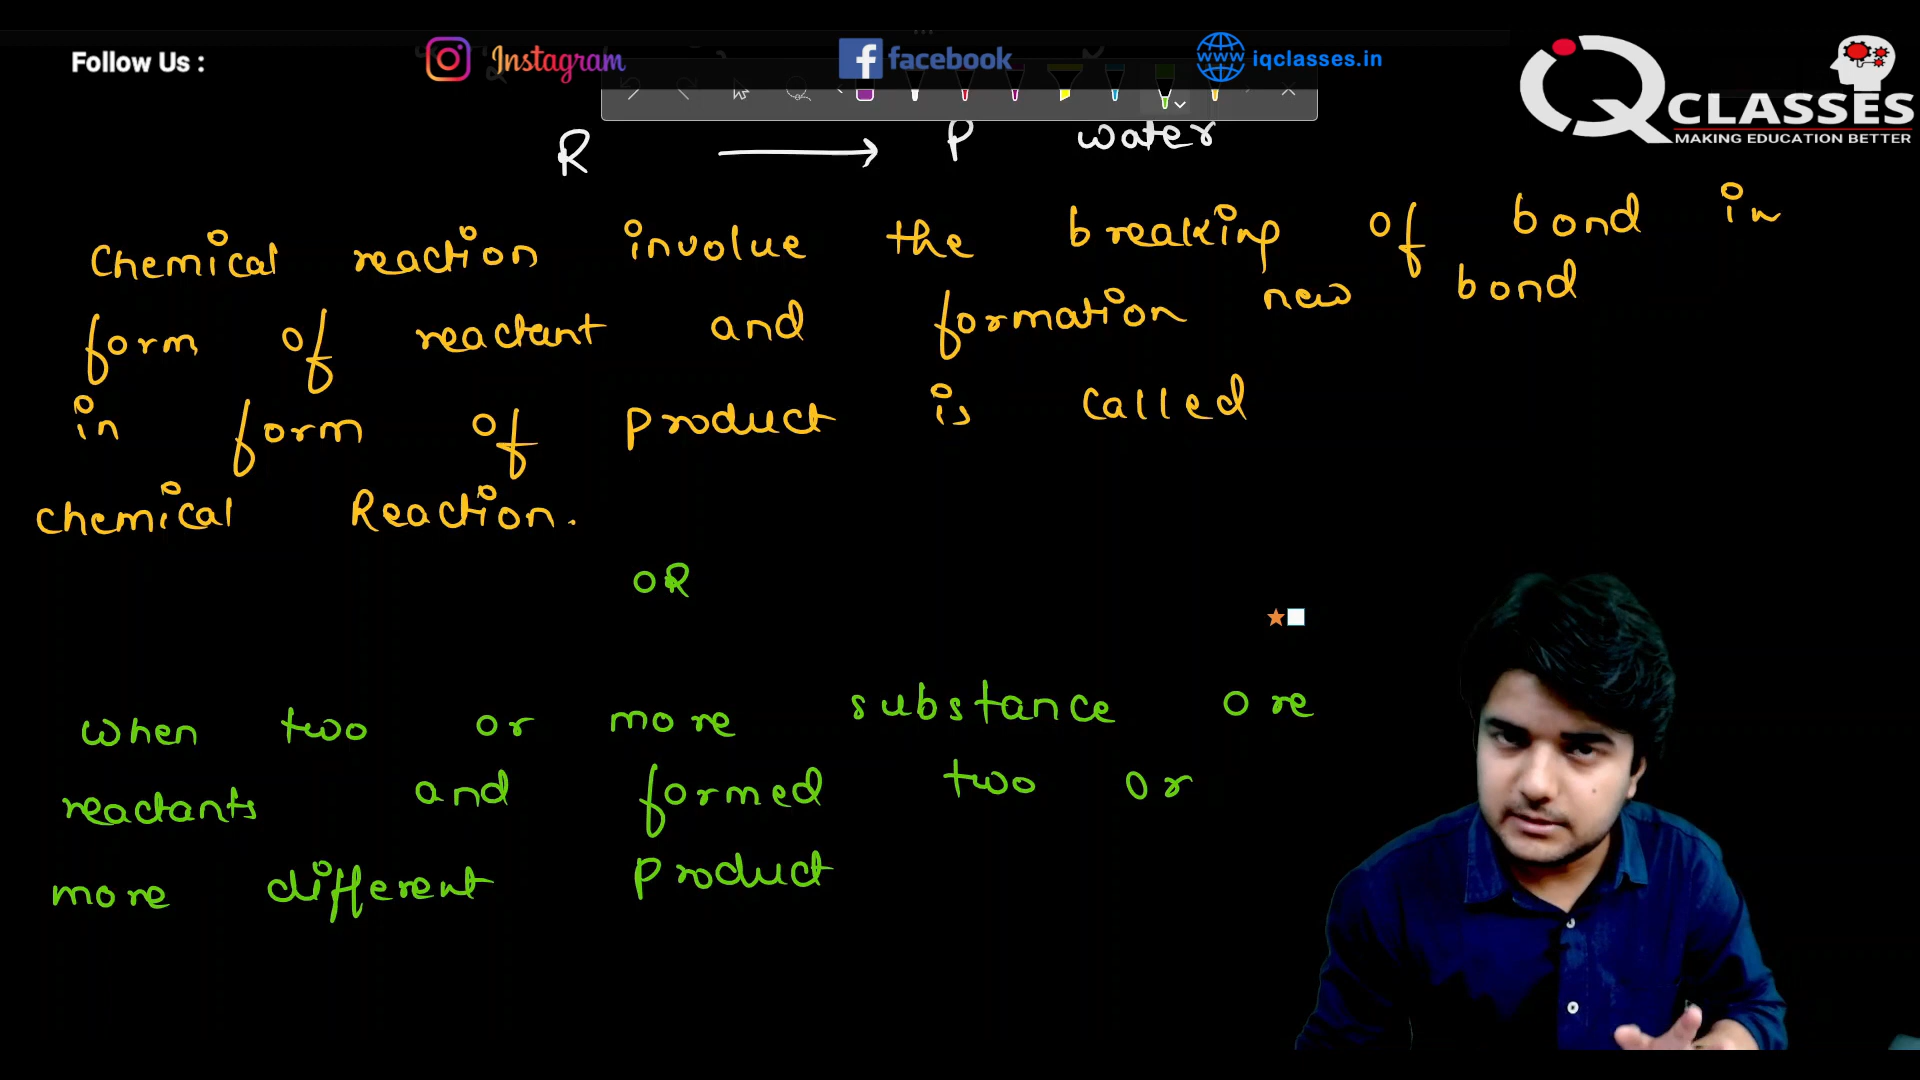 Follow Us :
Instagram
facebook
iqclasses.in
IQ CLASSES
MAKING EDUCATION BETTER
R → P water
Chemical reaction involve the breaking of bond in
form of reactant and formation new bond
in form of product is called
chemical Reaction.
OR
When two or more substance are
reactants and formed two or
more different product